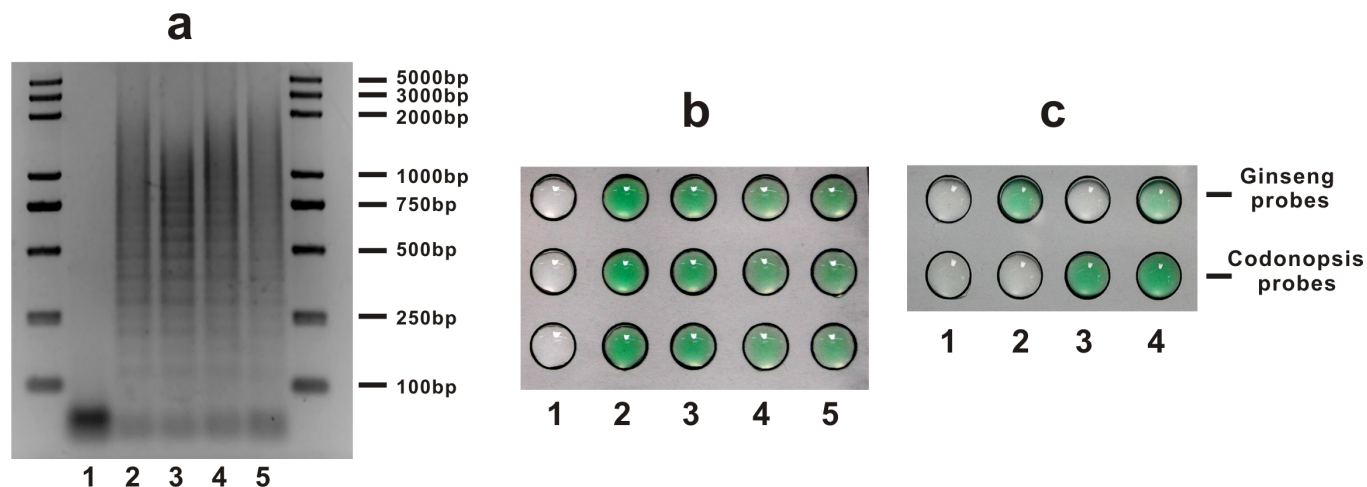 a
5000bp
3000bp
2000bp
1000bp
750bp
500bp
250bp
100bp
1 2 3 4 5
b
1 2 3 4 5
c
Ginseng
probes
Codonopsis
probes
1 2 3 4